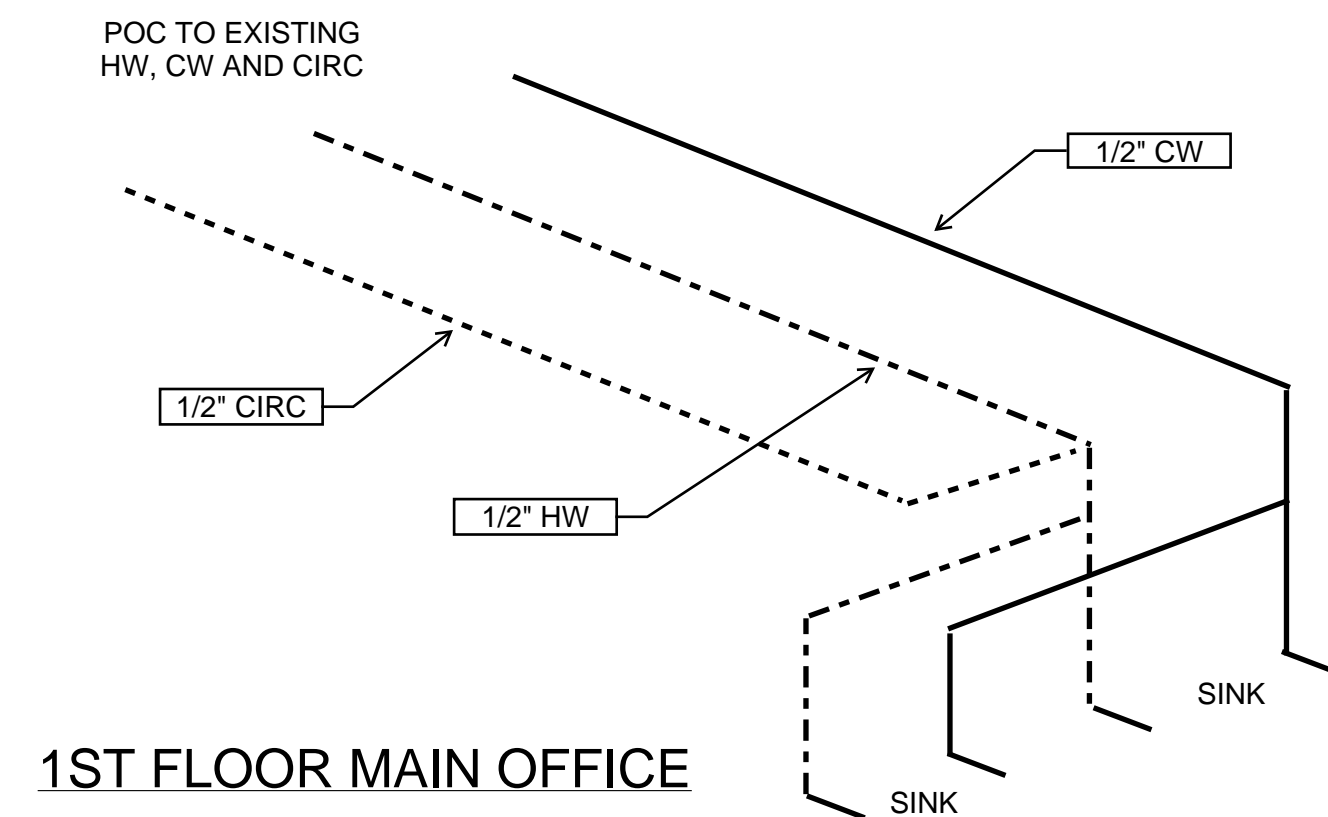 POC TO EXISTING
HW, CW AND CIRC
1/2" CW
1/2" CIRC
1/2" HW
SINK
1ST FLOOR MAIN OFFICE
SINK